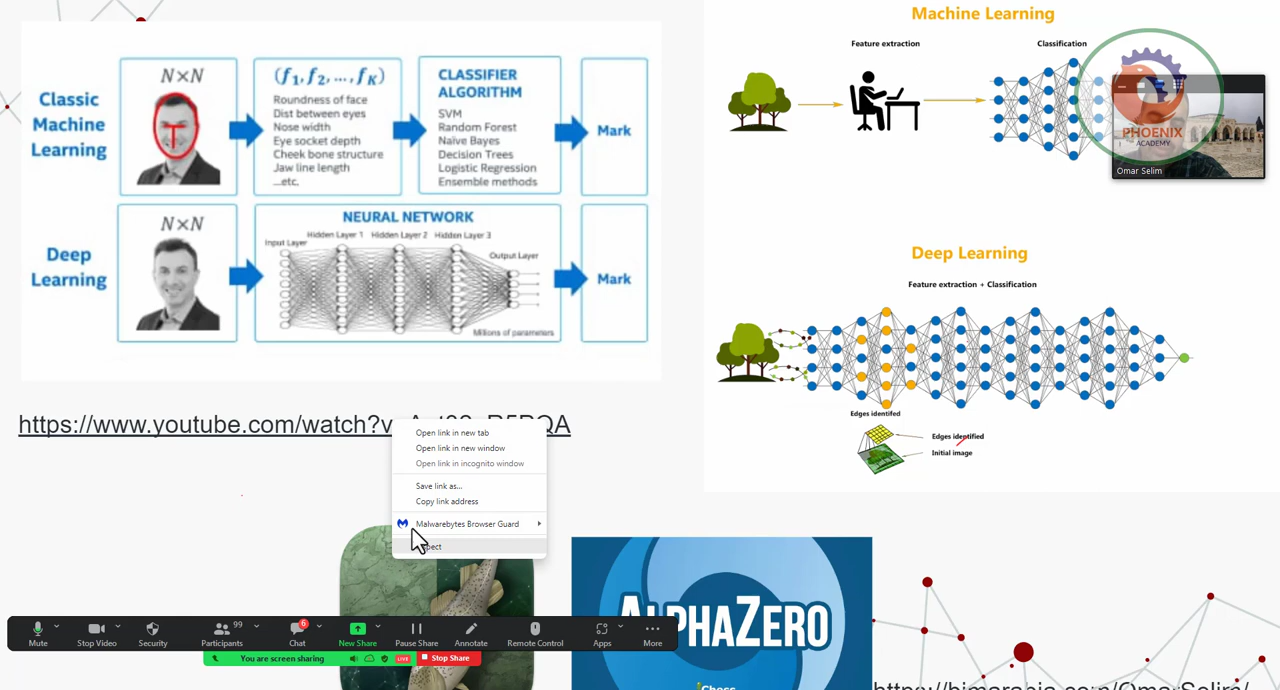 Classic
Machine
Learning
N×N
(f1, f2, ..., fK)
Roundness of face
Dist between eyes
Nose width
Eye socket depth
Cheek bone structure
Jaw line length
...etc.
CLASSIFIER
ALGORITHM
SVM
Random Forest
Naïve Bayes
Decision Trees
Logistic Regression
Ensemble methods
Mark
Deep
Learning
N×N
NEURAL NETWORK
Input Layer
Hidden Layer 1
Hidden Layer 2
Hidden Layer 3
Output Layer
Millions of parameters
Mark
Machine Learning
Feature extraction
Classification
PHOENIX
ACADEMY
Omar Selim
Deep Learning
Feature extraction + Classification
Edges identifed
Edges identified
Initial image
https://www.youtube.com/watch?v
Open link in new tab
Open link in new window
Open link in incognito window
Save link as...
Copy link address
Malwarebytes Browser Guard
ALPHAZERO
Chess
Mute
Stop Video
Security
Participants
99
Chat
6
New Share
Pause Share
Annotate
Remote Control
Apps
More
You are screen sharing
LIVE
Stop Share